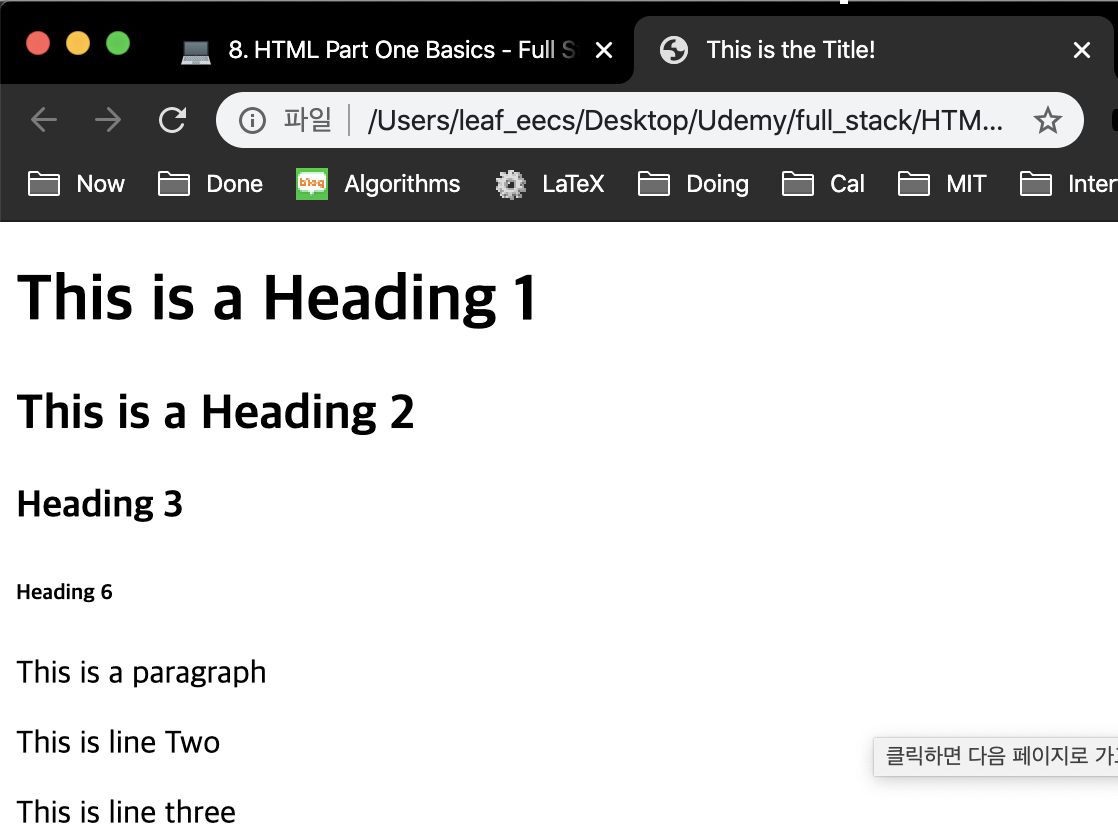 8. HTML Part One Basics - Full
This is the Title!
파일 /Users/leaf_eecs/Desktop/Udemy/full_stack/HTM...
Now Done blog Algorithms LaTeX Doing Cal MIT Inter
This is a Heading 1
This is a Heading 2
Heading 3
Heading 6
This is a paragraph
This is line Two
클릭하면 다음 페이지로
This is line three